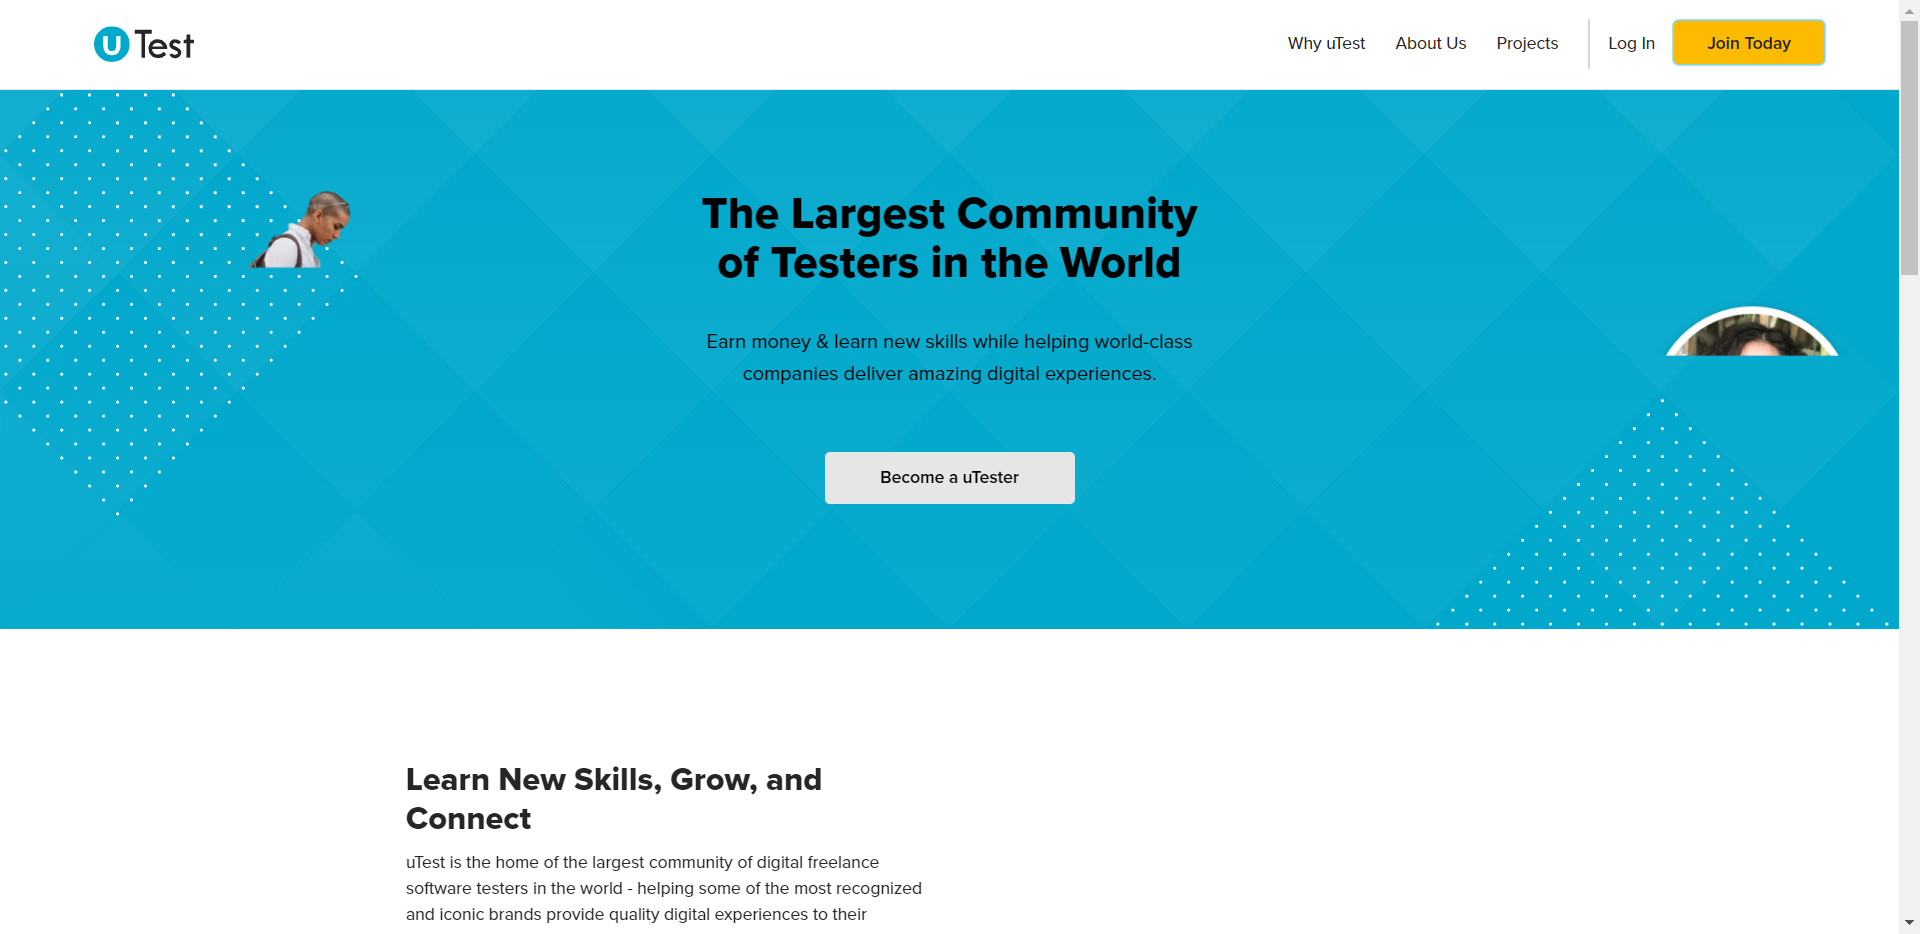 uTest
Why uTest
About Us
Projects
Log In
Join Today
The Largest Community
of Testers in the World
Earn money & learn new skills while helping world-class
companies deliver amazing digital experiences.
Become a uTester
Learn New Skills, Grow, and
Connect
uTest is the home of the largest community of digital freelance
software testers in the world - helping some of the most recognized
and iconic brands provide quality digital experiences to their